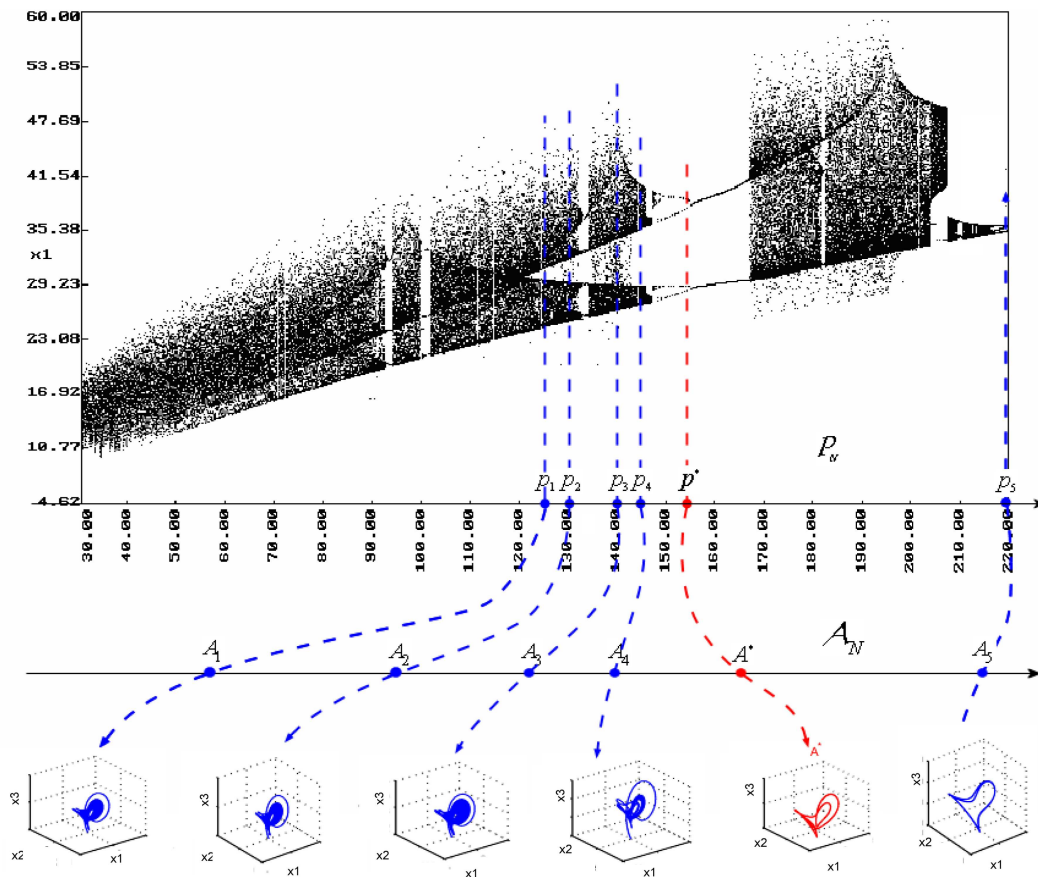 60.00
53.85
47.69
41.54
35.38
x1
29.23
23.08
16.92
10.77
-4.62
p_N
p₁ p₂ p₃ p₄ p* p₅
30.00 40.00 60.00 70.00 80.00 90.00 100.00 110.00 120.00 130.00 140.00 150.00 160.00 170.00 180.00 190.00 200.00 210.00 220.00
A_N
A₁ A₂ A₃ A₄ A* A₅
A*
x3 x3 x3 x3 x3 x3
x2 x1 x2 x1 x2 x1 x2 x1 x2 x1 x2 x1